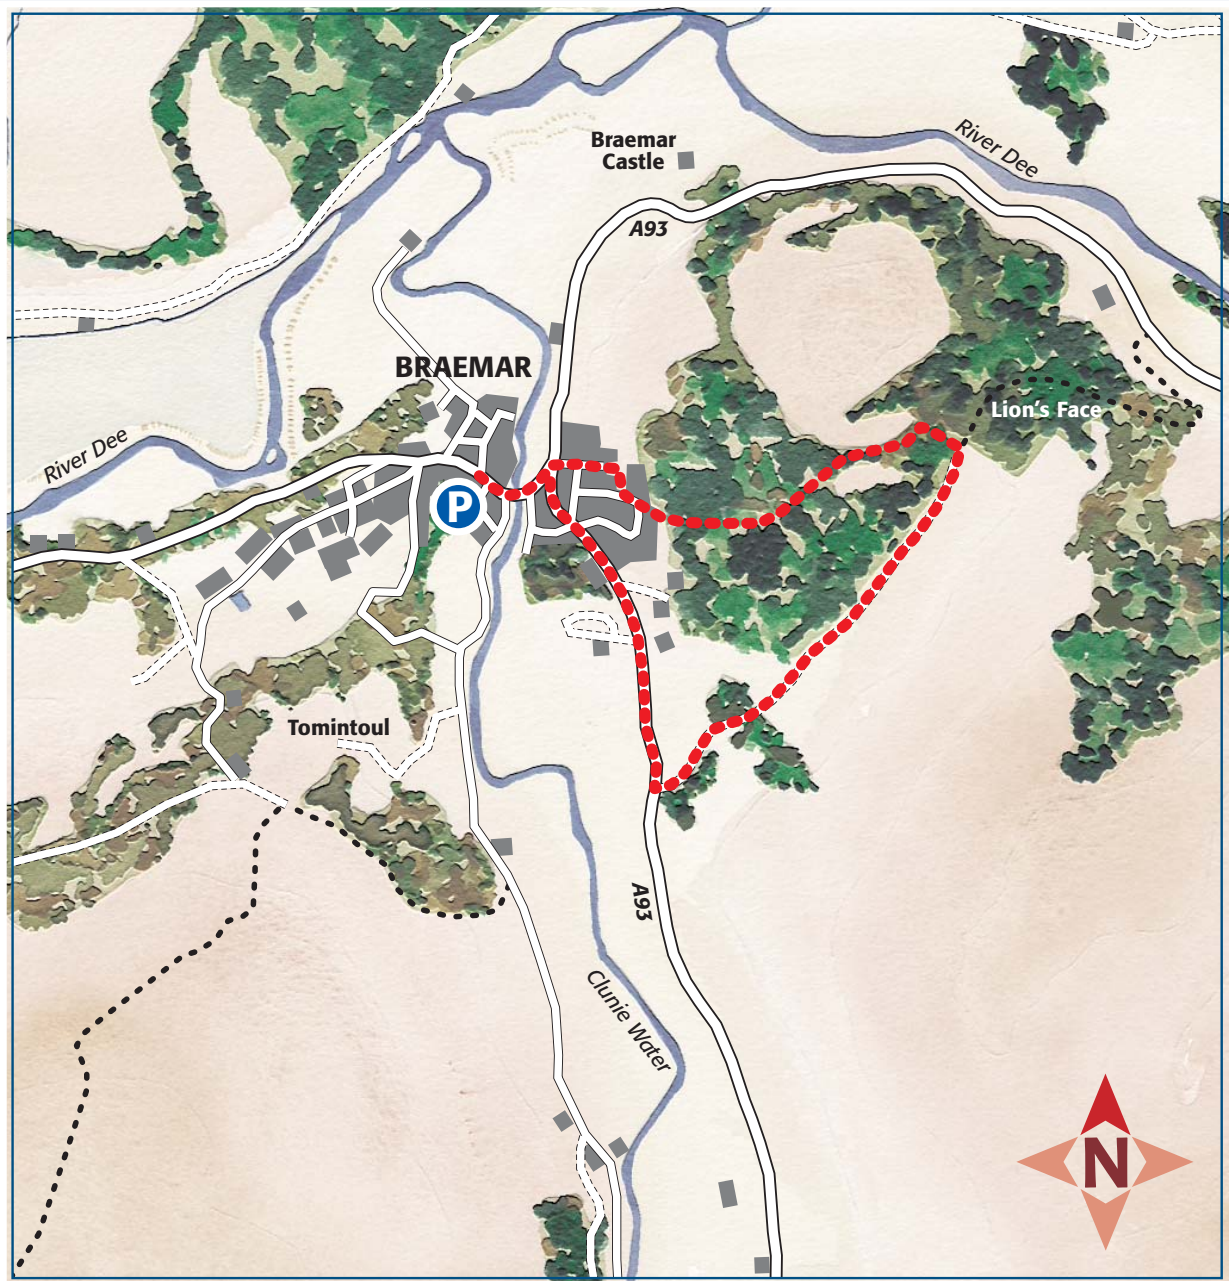 River Dee
Braemar
Castle
A93
BRAEMAR
Lion's Face
River Dee
P
Tomintoul
A93
Clunie Water
N